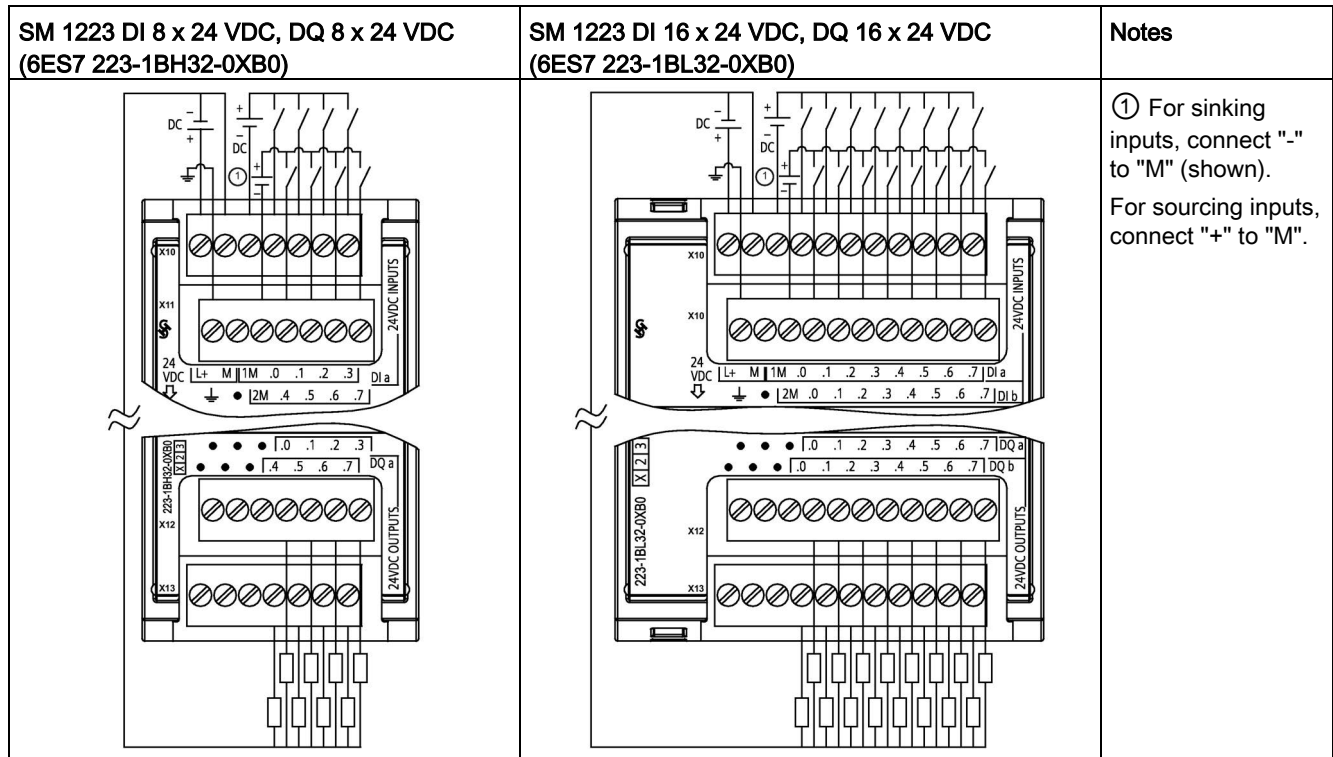 SM 1223 DI 8 x 24 VDC, DQ 8 x 24 VDC
(6ES7 223-1BH32-0XB0)
SM 1223 DI 16 x 24 VDC, DQ 16 x 24 VDC
(6ES7 223-1BL32-0XB0)
Notes
DC - +
+ - DC
① + -
X10
X11
24VDC INPUTS
24 VDC
L+ M 1M .0 .1 .2 .3 DI a
2M .4 .5 .6 .7
.0 .1 .2 .3
.4 .5 .6 .7 DQ a
223-1BH32-0XB0
X 2 3
X12
X13
24VDC OUTPUTS
DC - +
+ - DC
① + -
X10
X10
24VDC INPUTS
24 VDC
L+ M 1M .0 .1 .2 .3 .4 .5 .6 .7 DI a
2M .0 .1 .2 .3 .4 .5 .6 .7 DI b
.0 .1 .2 .3 .4 .5 .6 .7 DQ a
.0 .1 .2 .3 .4 .5 .6 .7 DQ b
223-1BL32-0XB0
X 2 3
X12
X13
24VDC OUTPUTS
① For sinking
inputs, connect "-"
to "M" (shown).
For sourcing inputs,
connect "+" to "M".